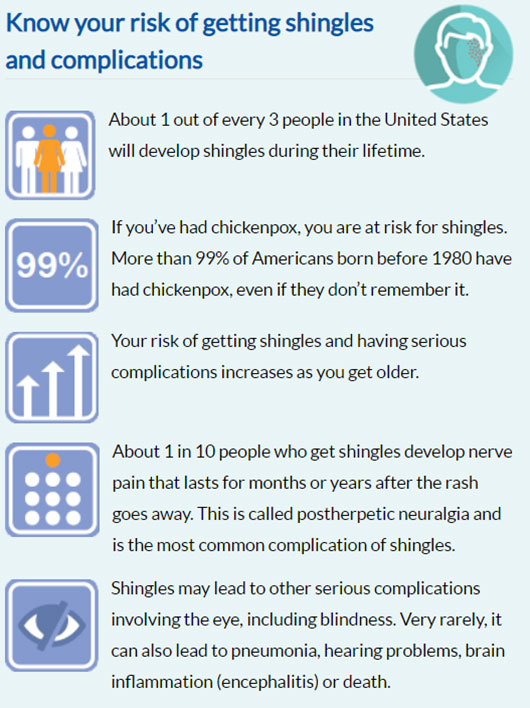 Know your risk of getting shingles
and complications
About 1 out of every 3 people in the United States
will develop shingles during their lifetime.
99%
If you’ve had chickenpox, you are at risk for shingles.
More than 99% of Americans born before 1980 have
had chickenpox, even if they don’t remember it.
Your risk of getting shingles and having serious
complications increases as you get older.
About 1 in 10 people who get shingles develop nerve
pain that lasts for months or years after the rash
goes away. This is called postherpetic neuralgia and
is the most common complication of shingles.
Shingles may lead to other serious complications
involving the eye, including blindness. Very rarely, it
can also lead to pneumonia, hearing problems, brain
inflammation (encephalitis) or death.